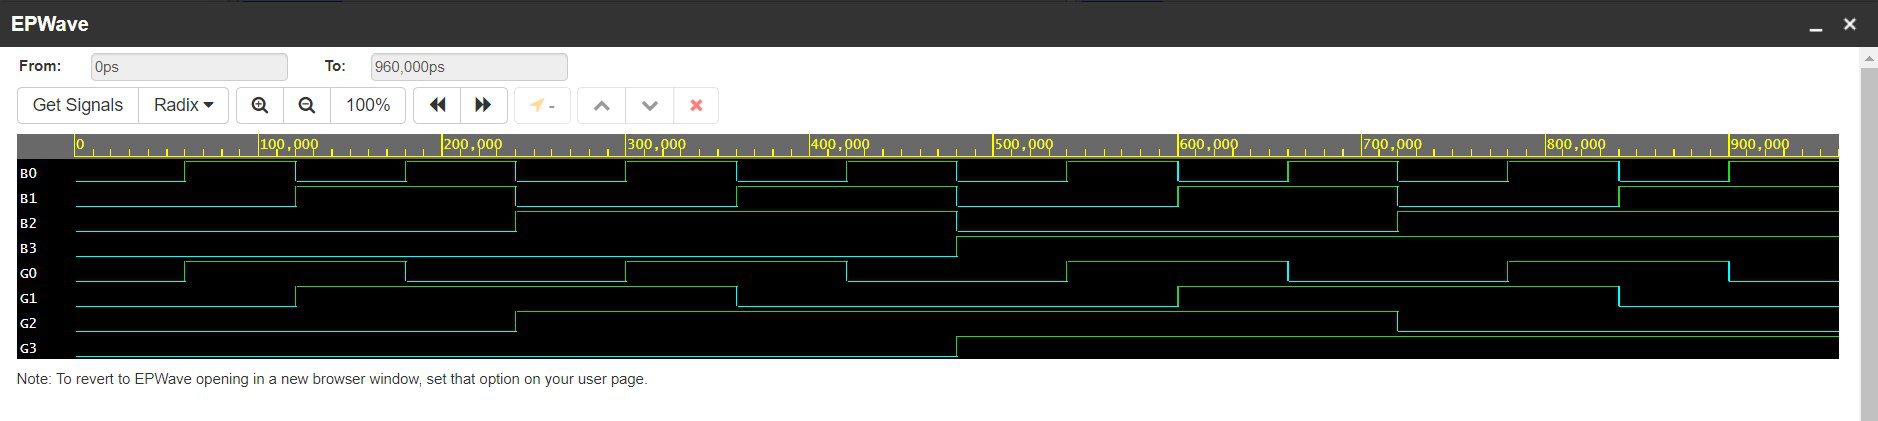 EPWave
From: 0ps To: 960,000ps
Get Signals Radix 100% -
0 100,000 200,000 300,000 400,000 500,000 600,000 700,000 800,000 900,000
B0
B1
B2
B3
G0
G1
G2
G3
Note: To revert to EPWave opening in a new browser window, set that option on your user page.